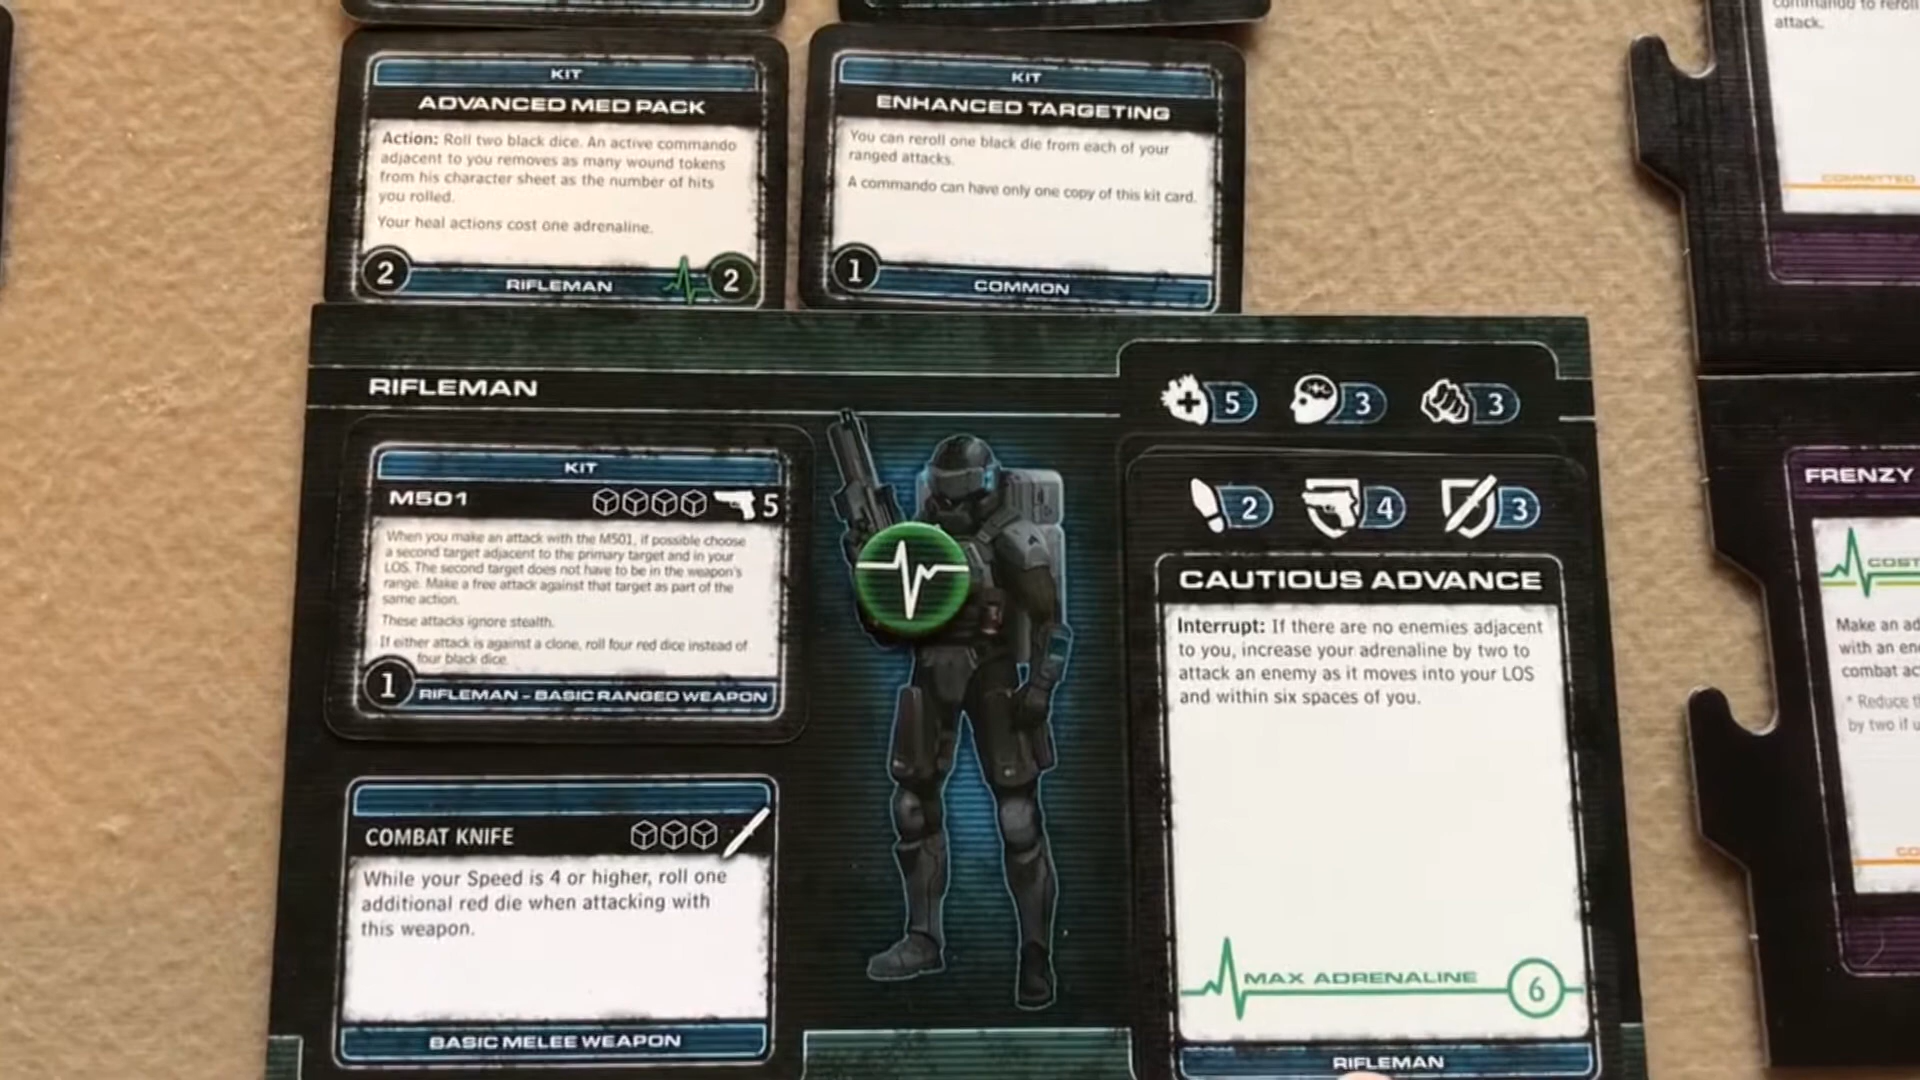 commando to reroll
attack.
COMMITTED
KIT
ADVANCED MED PACK
Action: Roll two black dice. An active commando
adjacent to you removes as many wound tokens
from his character sheet as the number of hits
you rolled.
Your heal actions cost one adrenaline.
2
RIFLEMAN
2
KIT
ENHANCED TARGETING
You can reroll one black die from each of your
ranged attacks.
A commando can have only one copy of this kit card.
1
COMMON
RIFLEMAN
5
3
3
KIT
M501
5
When you make an attack with the M501, if possible choose
a second target adjacent to the primary target and in your
LOS. The second target does not have to be in the weapon's
range. Make a free attack against that target as part of the
same action.
These attacks ignore stealth.
If either attack is against a clone, roll four red dice instead of
four black dice.
1
RIFLEMAN - BASIC RANGED WEAPON
COMBAT KNIFE
While your Speed is 4 or higher, roll one
additional red die when attacking with
this weapon.
BASIC MELEE WEAPON
2
4
3
CAUTIOUS ADVANCE
Interrupt: If there are no enemies adjacent
to you, increase your adrenaline by two to
attack an enemy as it moves into your LOS
and within six spaces of you.
MAX ADRENALINE
6
RIFLEMAN
FRENZY
COST
Make an
with an
combat
* Reduce
by two if